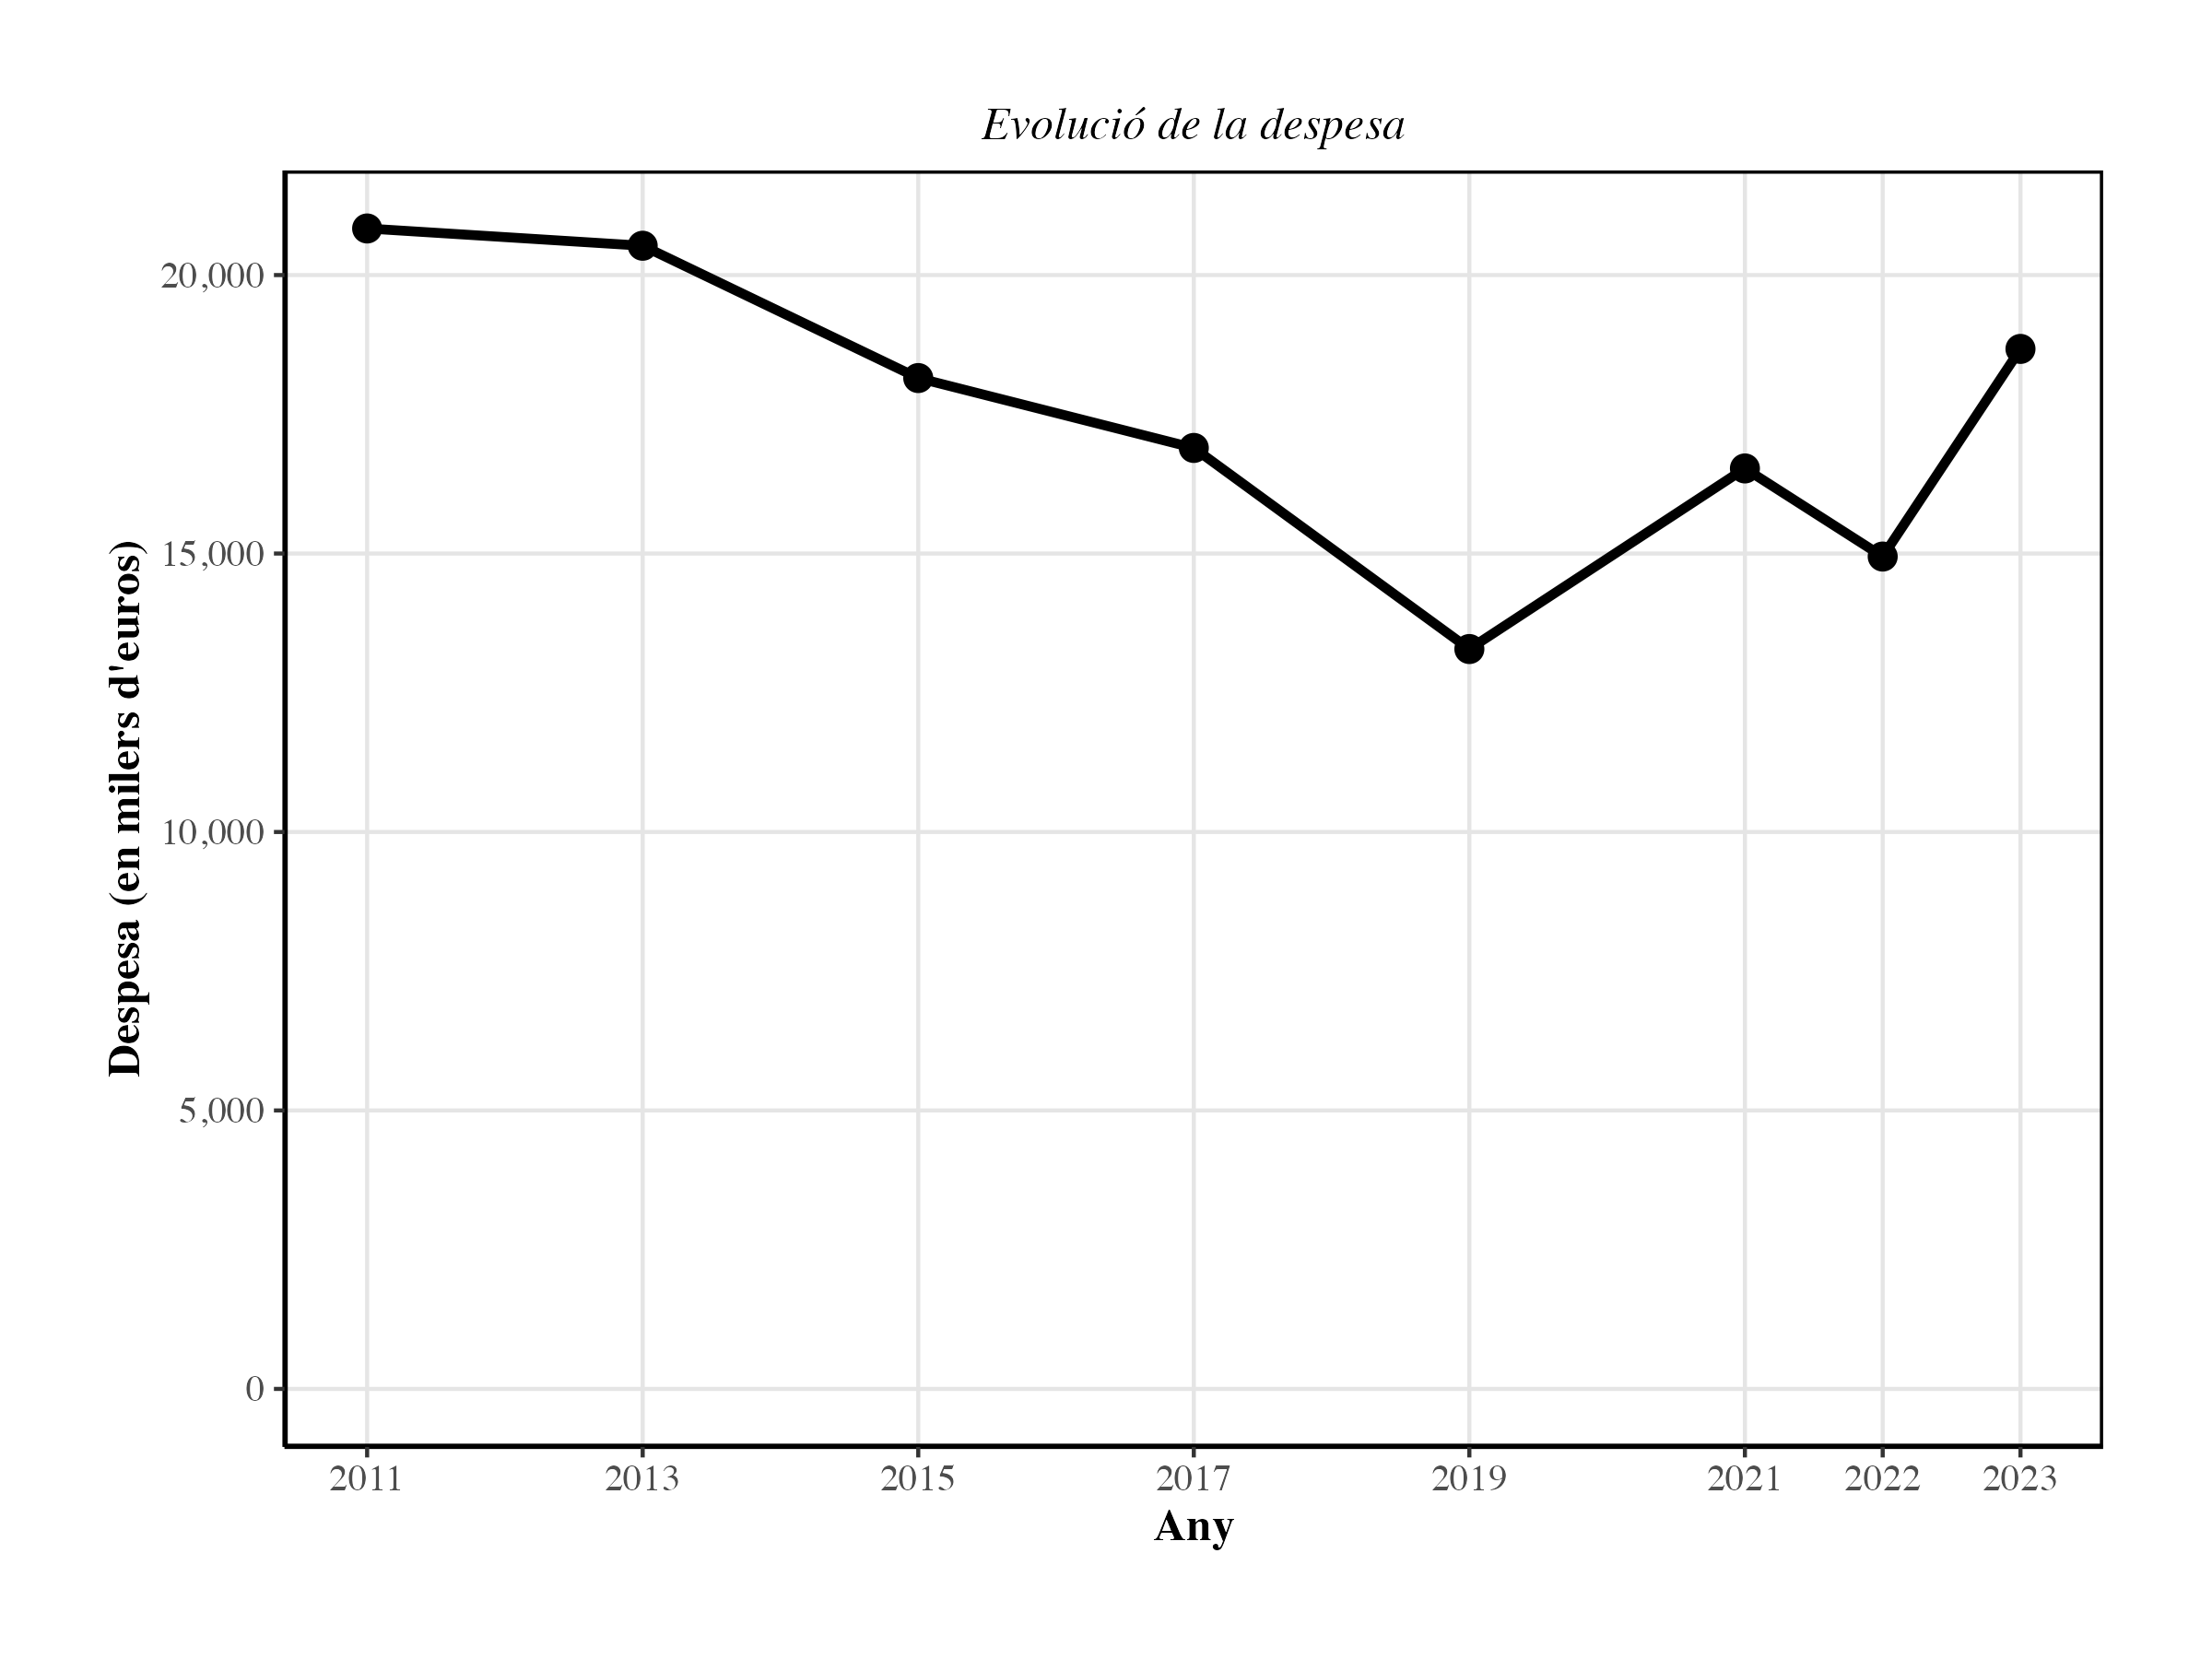 Evolució de la despesa
Despesa (en milers d'euros)
20,000
15,000
10,000
5,000
0
2011 2013 2015 2017 2019 2021 2022 2023
Any